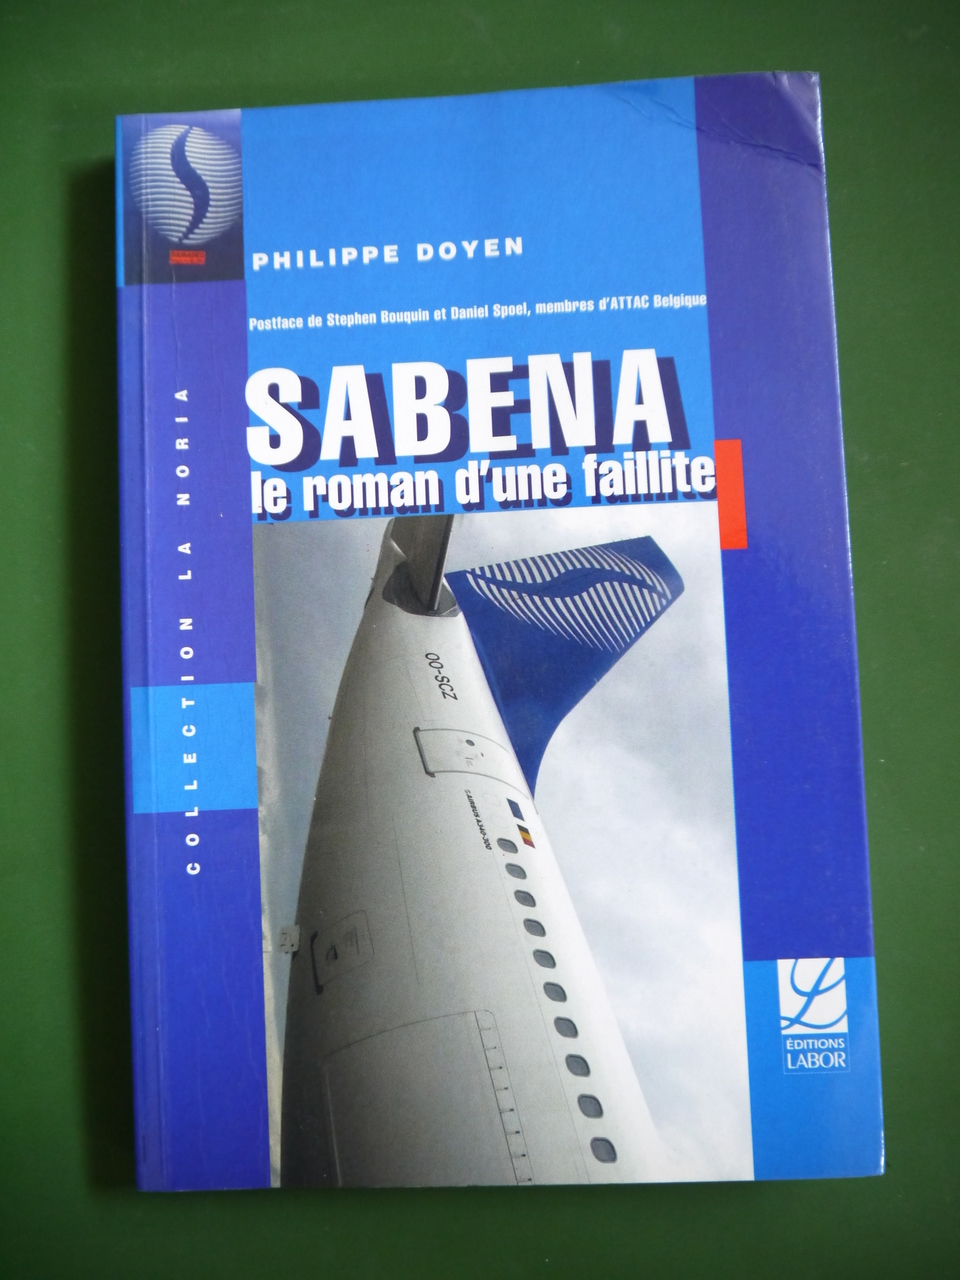 PHILIPPE DOYEN
Postface de Stephen Bouquin et Daniel Spoel, membres d'ATTAC Belgique
SABENA
le roman d'une faillite
COLLECTION LA NORIA
OO-SCZ
ÉDITIONS
LABOR